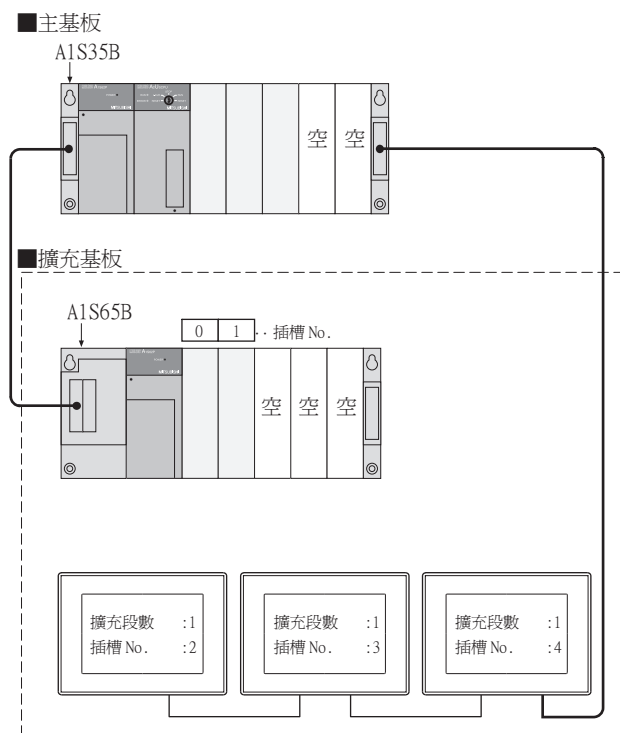 ■主基板
A1S35B
空 空
■擴充基板
A1S65B
0 1 ‥插槽 No.
空 空 空
擴充段數 :1
插槽 No. :2
擴充段數 :1
插槽 No. :3
擴充段數 :1
插槽 No. :4